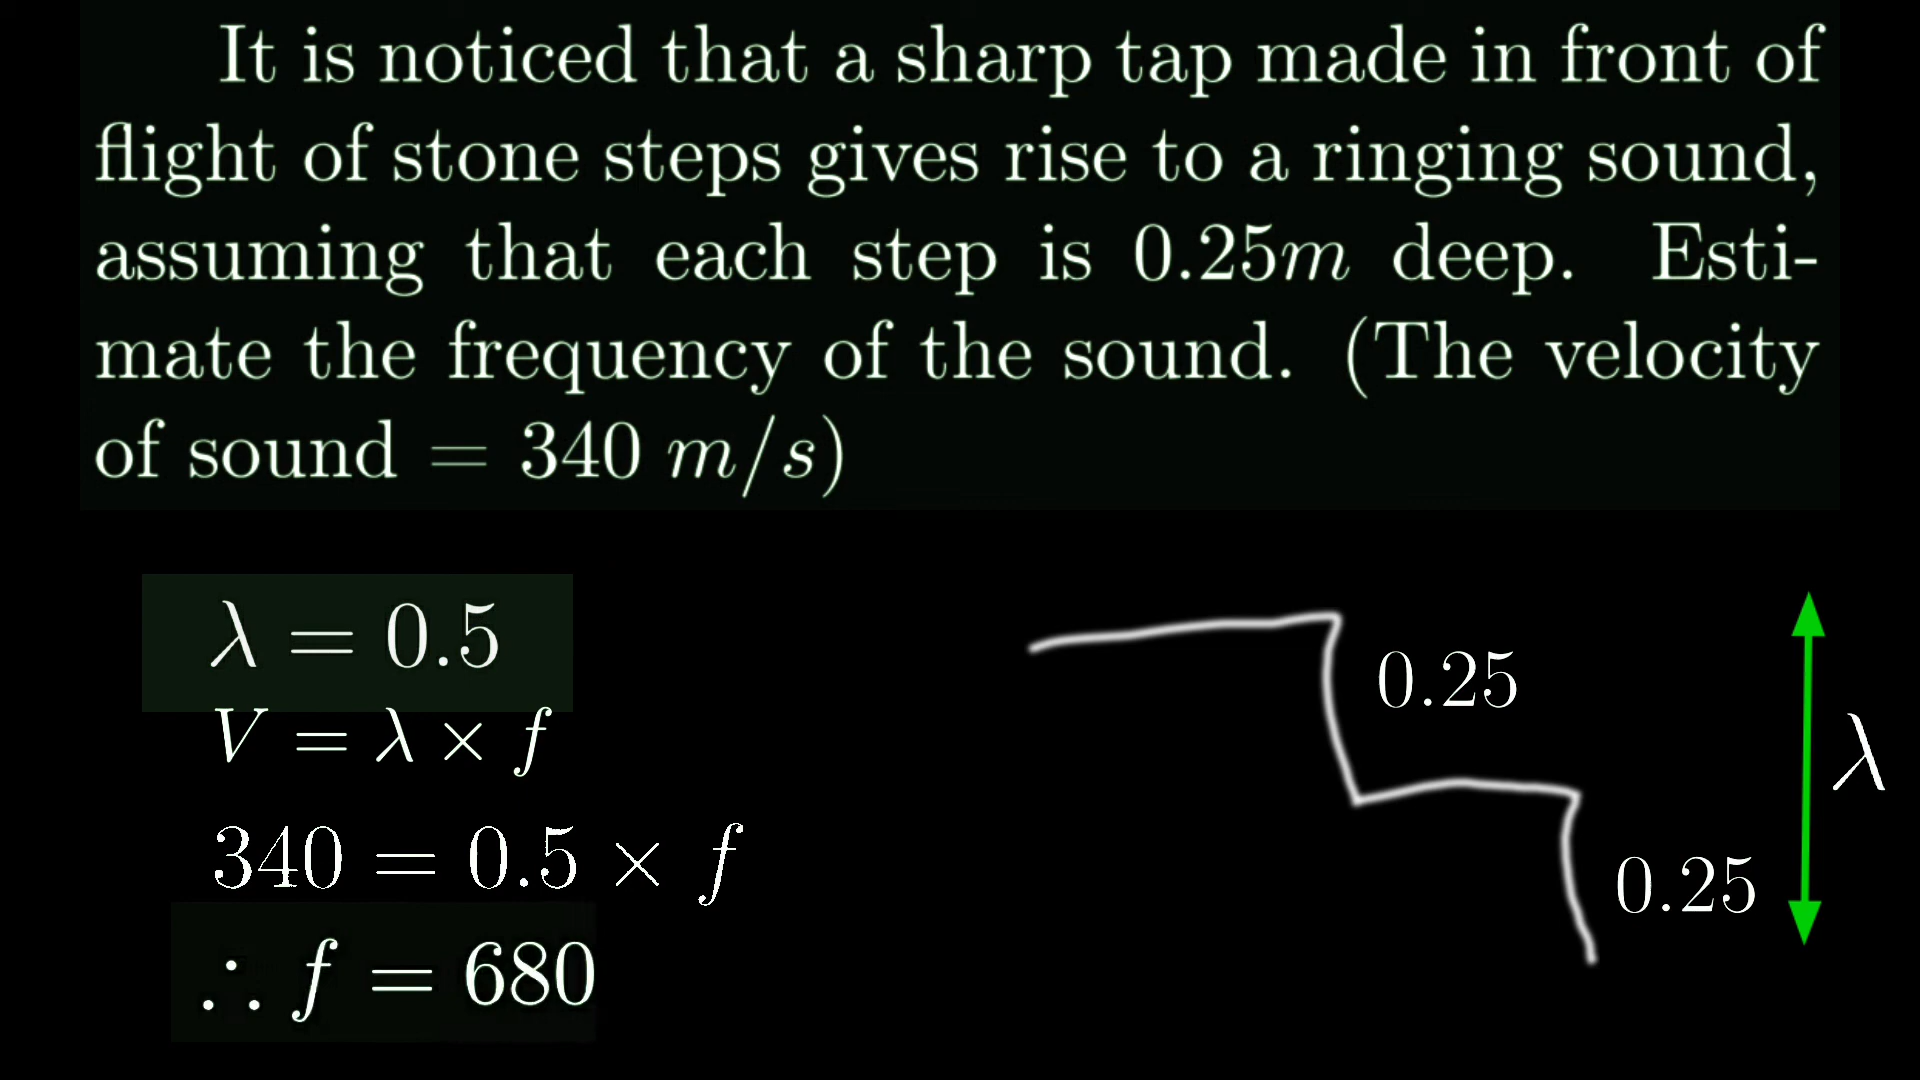 It is noticed that a sharp tap made in front of
flight of stone steps gives rise to a ringing sound,
assuming that each step is 0.25m deep. Esti-
mate the frequency of the sound. (The velocity
of sound = 340 m/s)
λ = 0.5
V = λ × f
340 = 0.5 × f
∴ f = 680
0.25
0.25
λ